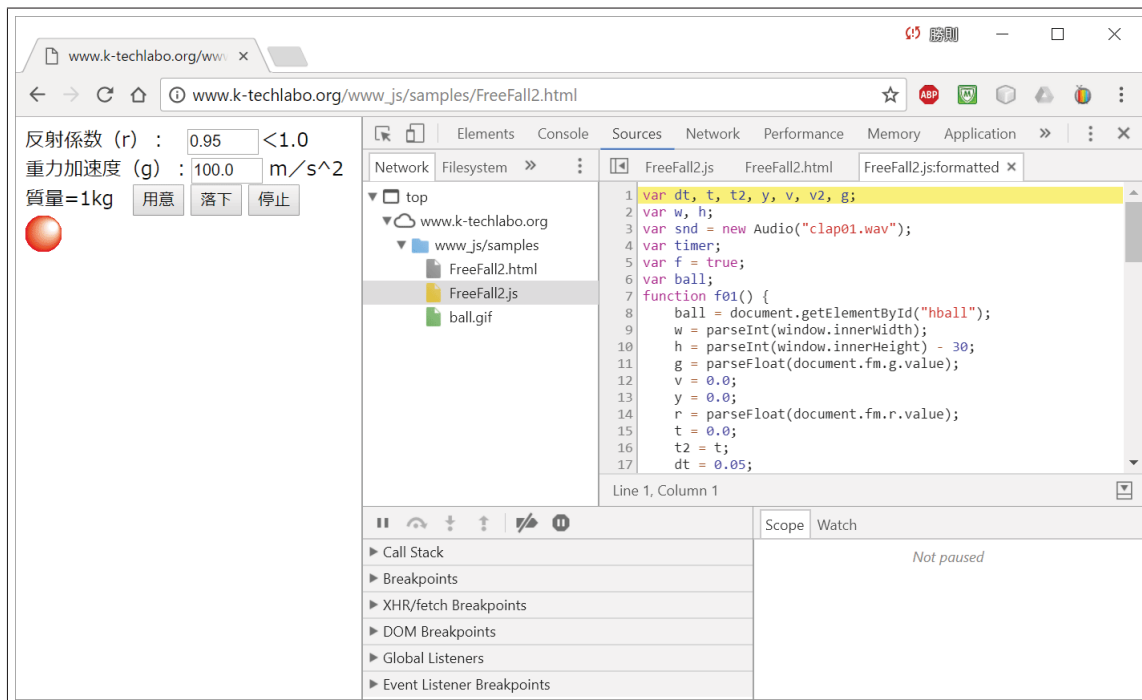 勝則
www.k-techlabo.org/www
www.k-techlabo.org/www_js/samples/FreeFall2.html
ABP
反射係数（r）： 0.95 <1.0
重力加速度（g）：100.0 m／s^2
質量=1kg 用意 落下 停止
Elements Console Sources Network Performance Memory Application »
Network Filesystem »
top
www.k-techlabo.org
www_js/samples
FreeFall2.html
FreeFall2.js
ball.gif
FreeFall2.js FreeFall2.html FreeFall2.js:formatted ×
1 var dt, t, t2, y, v, v2, g;
2 var w, h;
3 var snd = new Audio("clap01.wav");
4 var timer;
5 var f = true;
6 var ball;
7 function f01() {
8 ball = document.getElementById("hball");
9 w = parseInt(window.innerWidth);
10 h = parseInt(window.innerHeight) - 30;
11 g = parseFloat(document.fm.g.value);
12 v = 0.0;
13 y = 0.0;
14 r = parseFloat(document.fm.r.value);
15 t = 0.0;
16 t2 = t;
17 dt = 0.05;
Line 1, Column 1
Call Stack
Breakpoints
XHR/fetch Breakpoints
DOM Breakpoints
Global Listeners
Event Listener Breakpoints
Scope Watch
Not paused